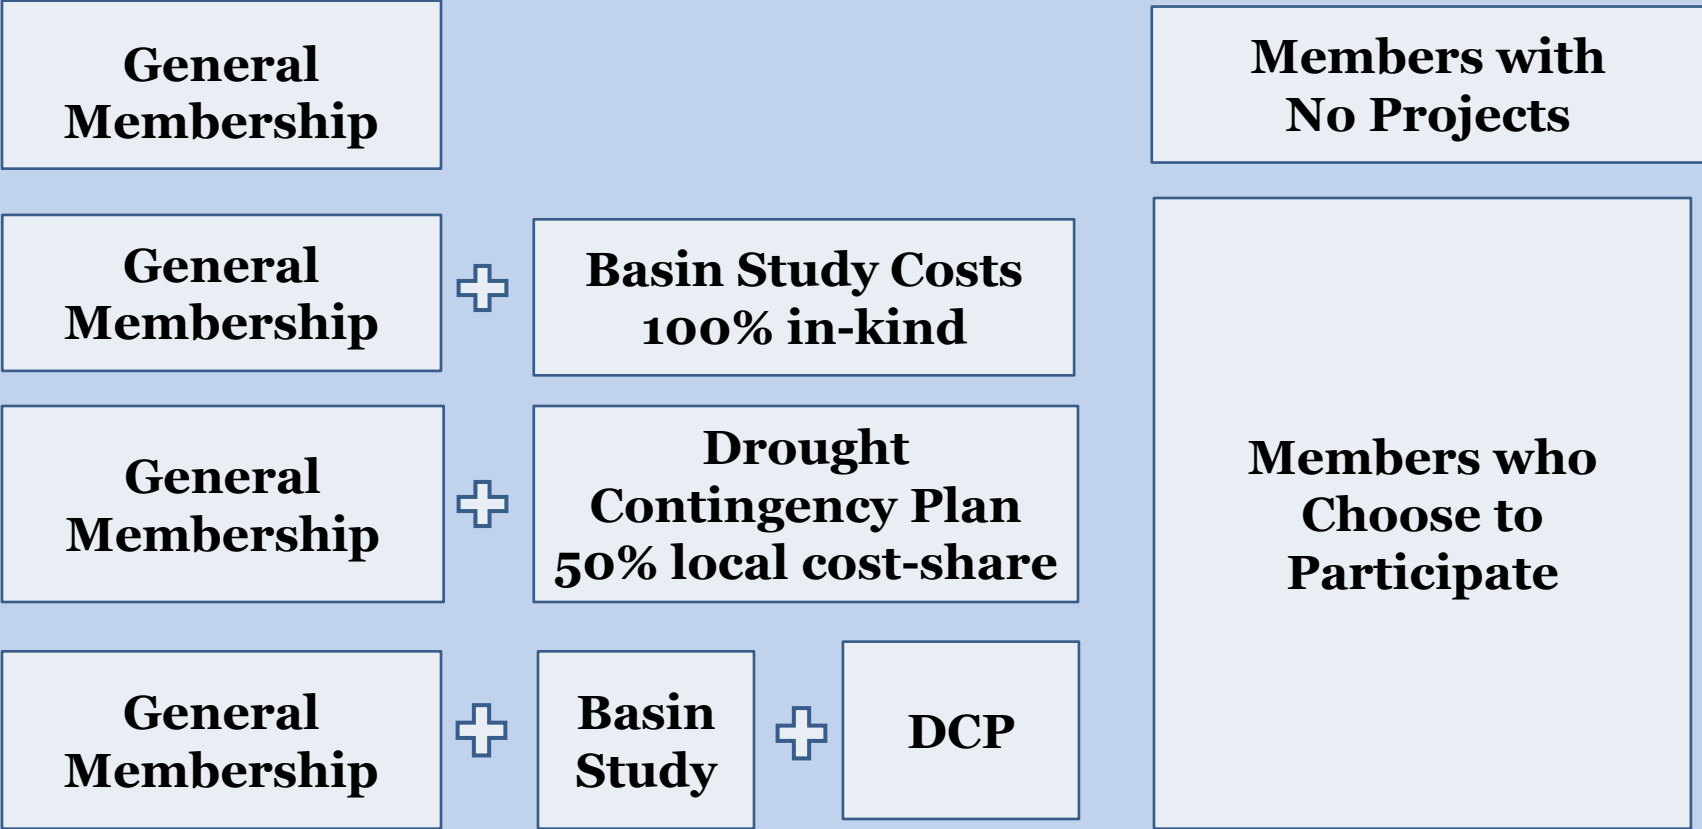 General
Membership
Members with
No Projects
General
Membership
Basin Study Costs
100% in-kind
General
Membership
Drought
Contingency Plan
50% local cost-share
Members who
Choose to
Participate
General
Membership
Basin
Study
DCP